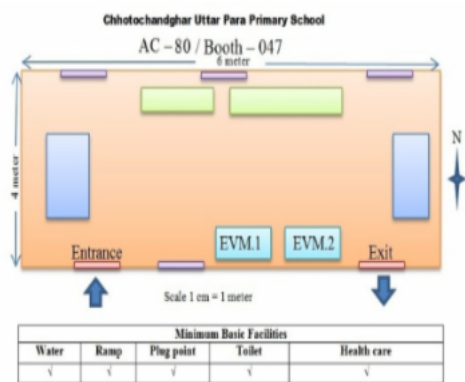 Chhotochandghar Uttar Para Primary School
AC – 80 / Booth -047
6 meter
4 meter
N
EVM.1 EVM.2
Entrance Exit
Scale 1 cm = 1 meter
Minimum Basic Facilities
Water Ramp Plug point Toilet Health care
√ √ √ √ √